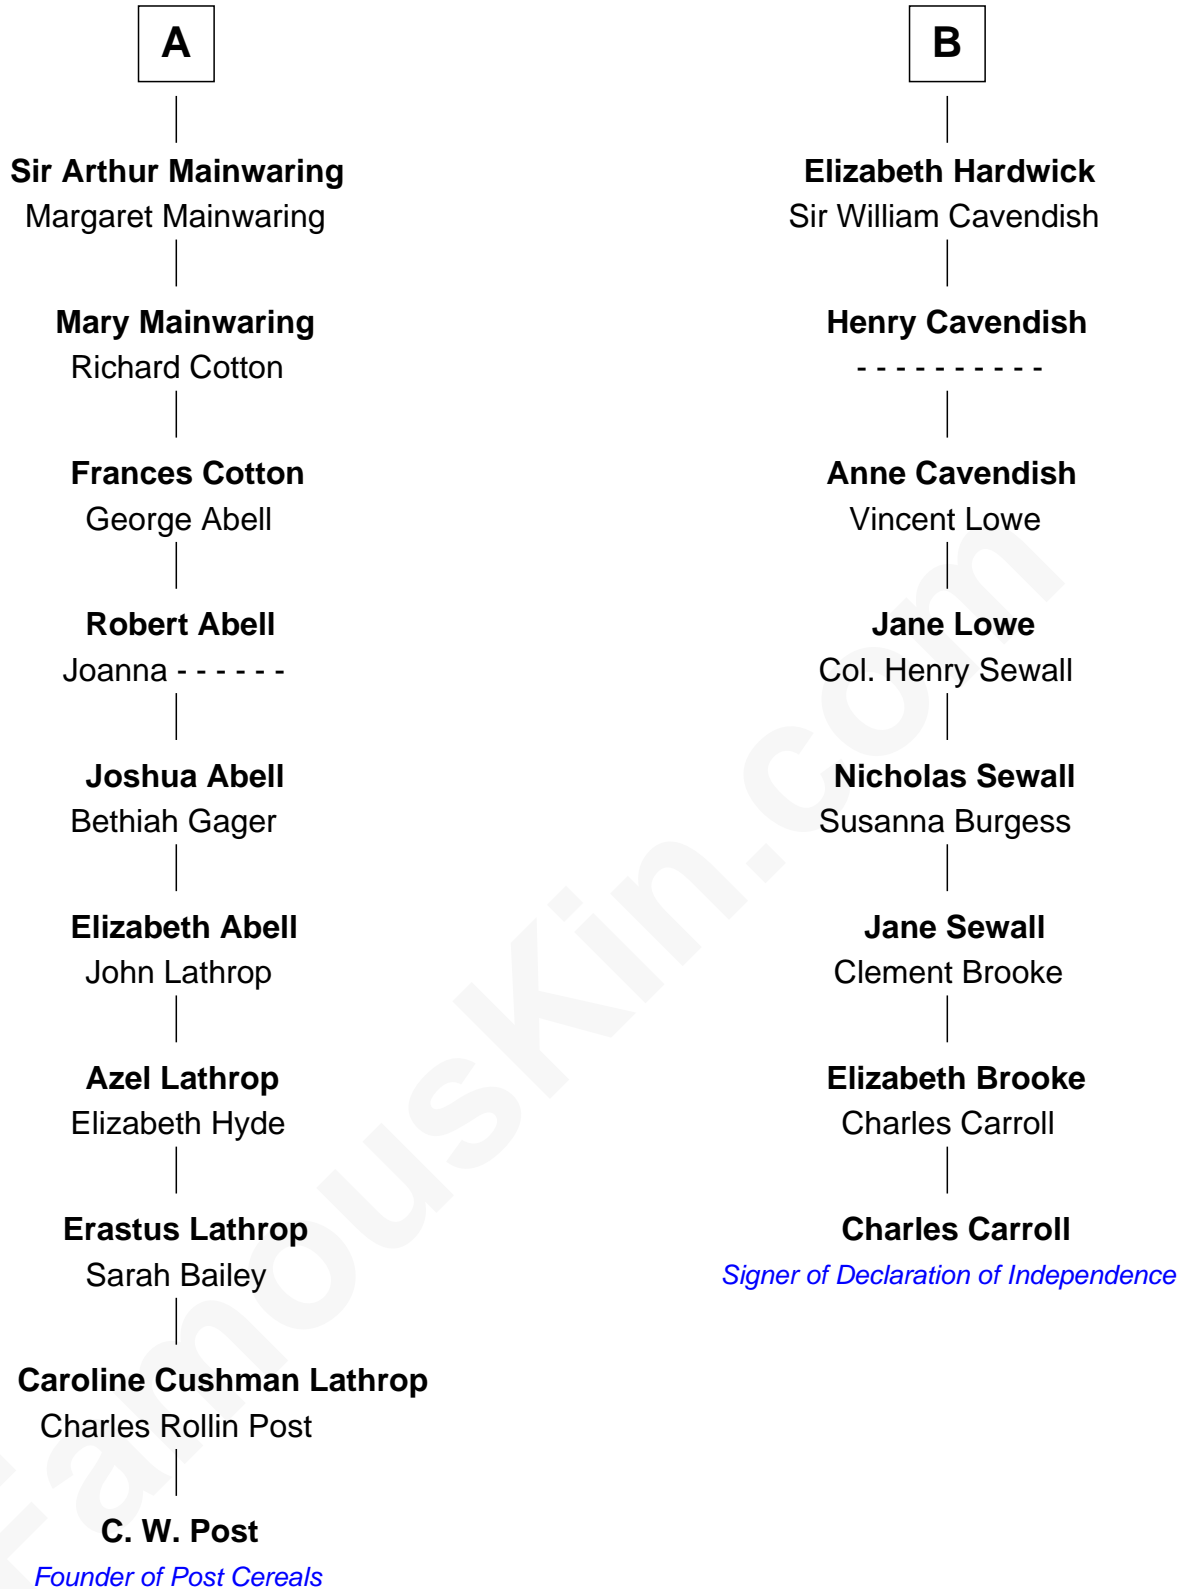 A
Sir Arthur Mainwaring
Margaret Mainwaring
Mary Mainwaring
Richard Cotton
Frances Cotton
George Abell
Robert Abell
Joanna - - - - - -
Joshua Abell
Bethiah Gager
Elizabeth Abell
John Lathrop
Azel Lathrop
Elizabeth Hyde
Erastus Lathrop
Sarah Bailey
Caroline Cushman Lathrop
Charles Rollin Post
C. W. Post
Founder of Post Cereals
B
Elizabeth Hardwick
Sir William Cavendish
Henry Cavendish
- - - - - - - - - -
Anne Cavendish
Vincent Lowe
Jane Lowe
Col. Henry Sewall
Nicholas Sewall
Susanna Burgess
Jane Sewall
Clement Brooke
Elizabeth Brooke
Charles Carroll
Charles Carroll
Signer of Declaration of Independence
FamousKin.com